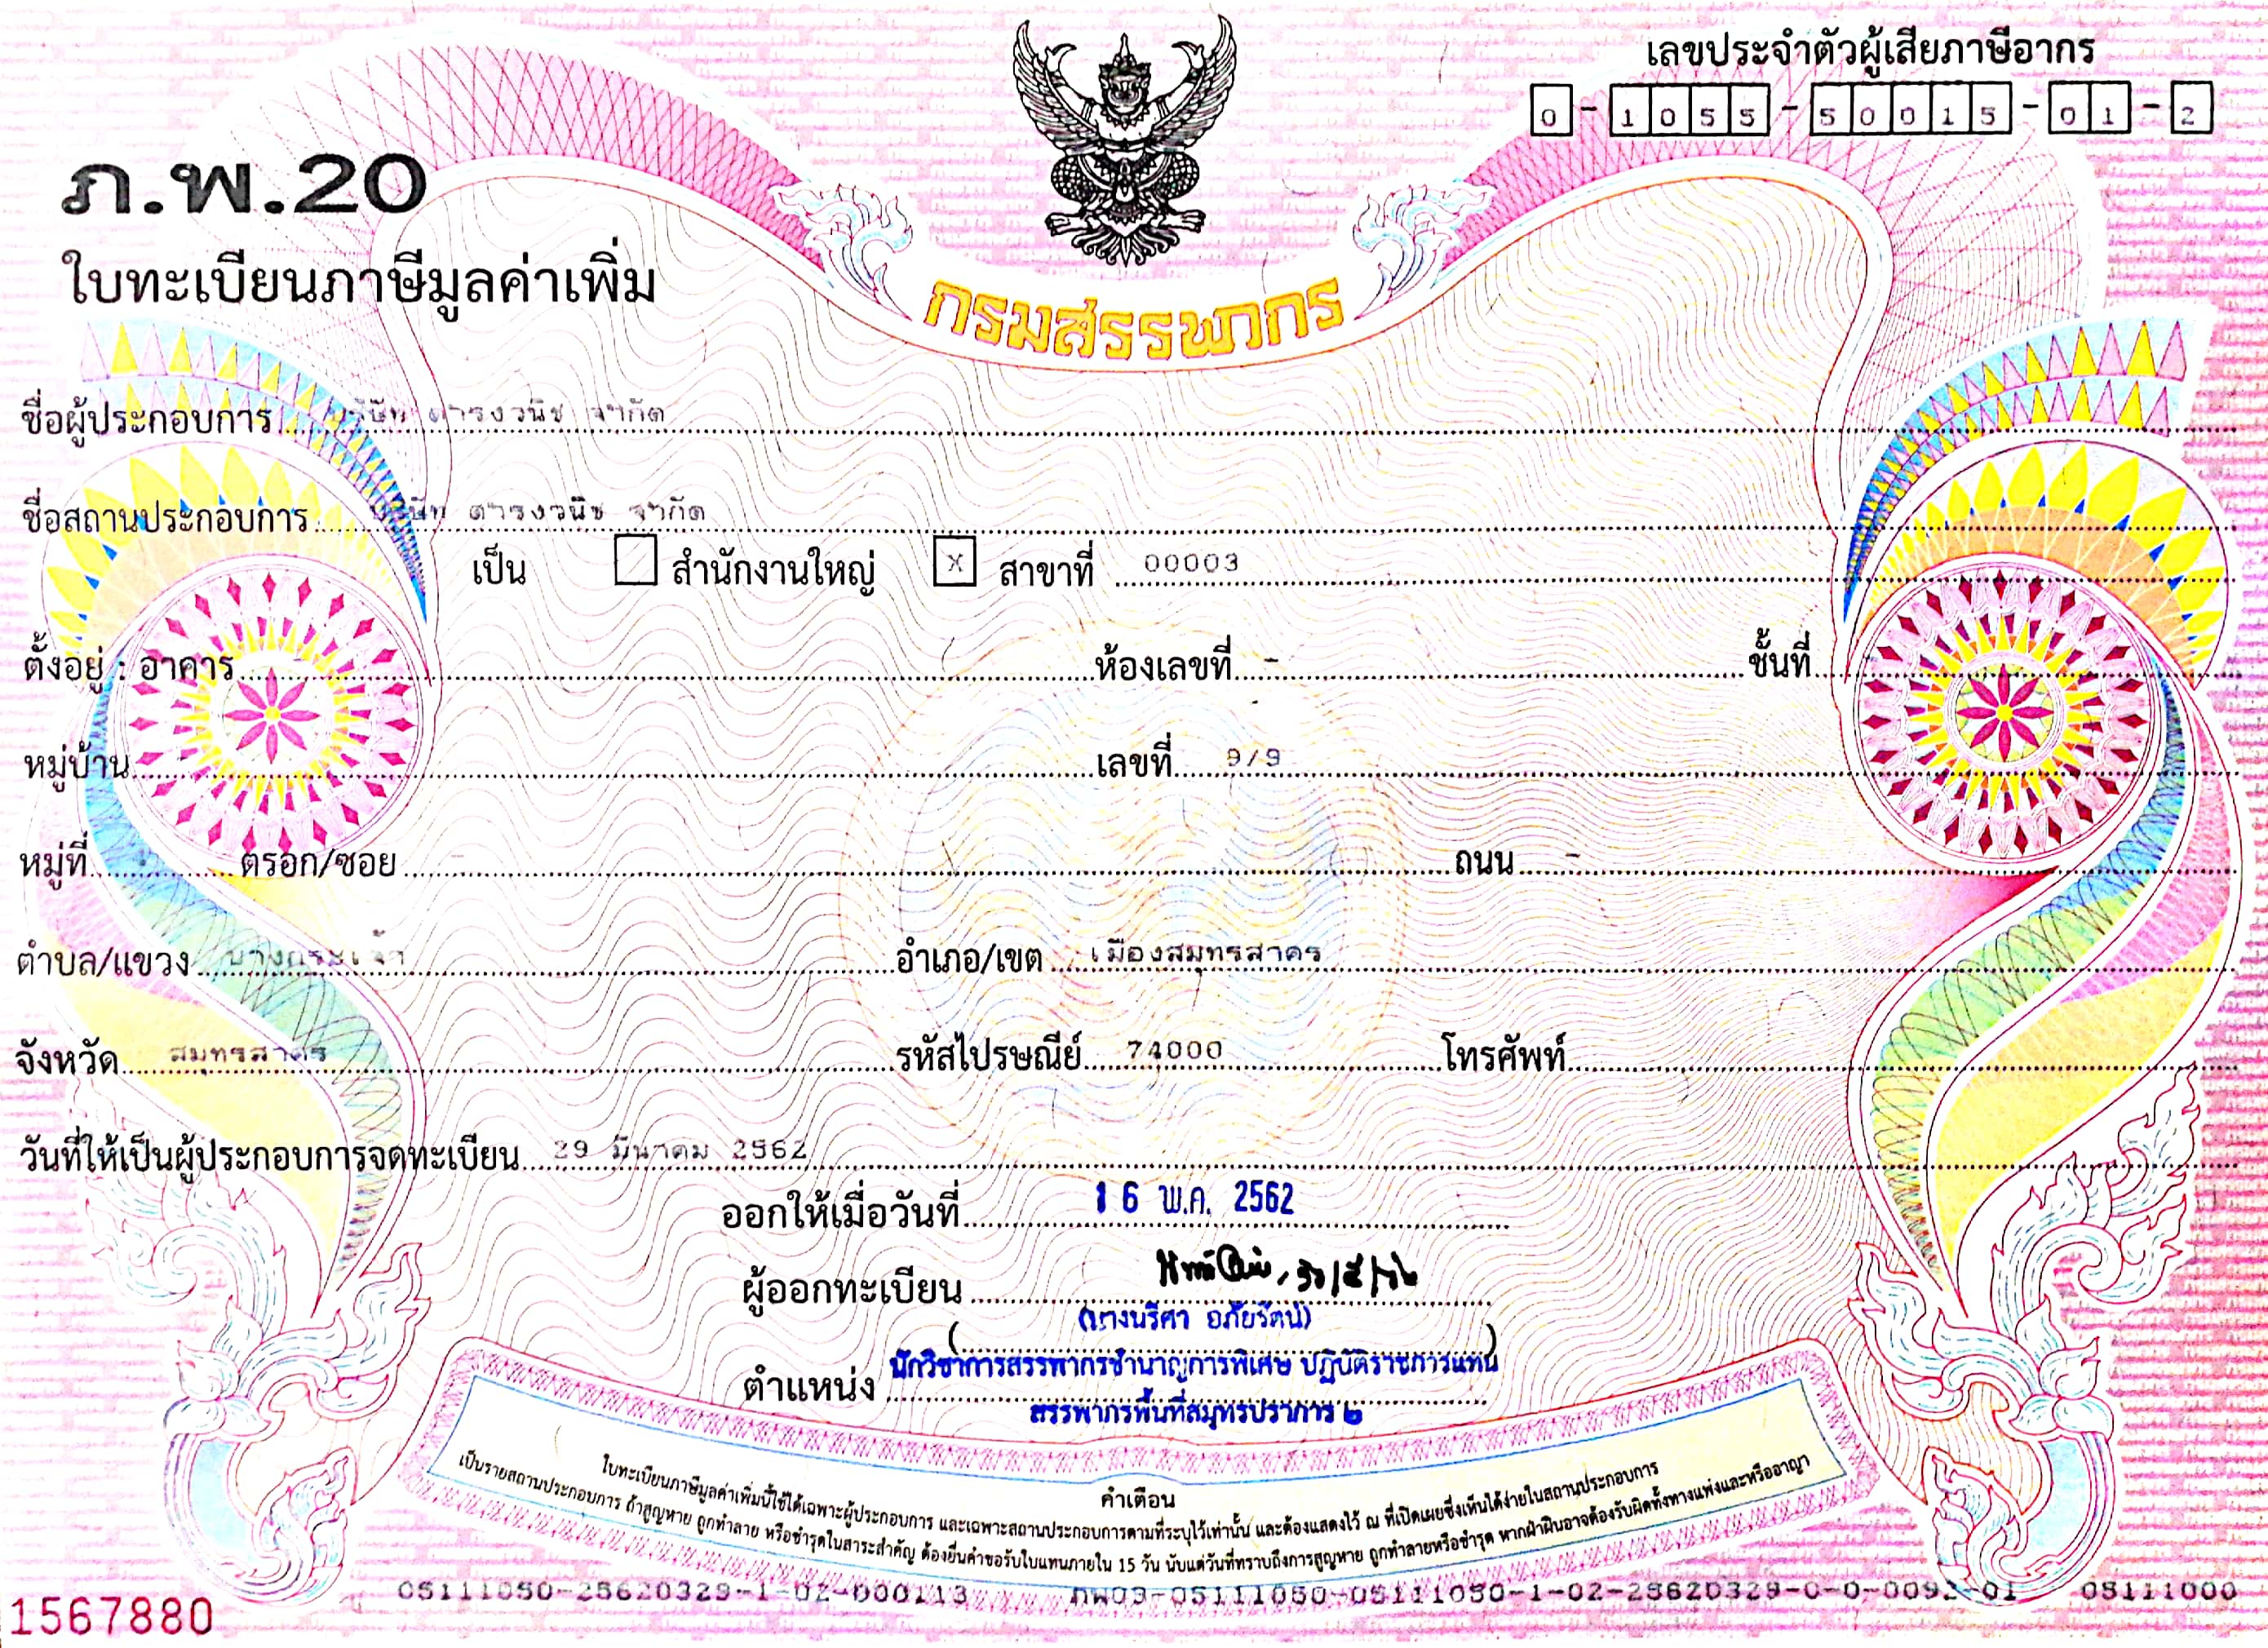 เลขประจำตัวผู้เสียภาษีอากร
0-1055-50015-01-2
ภ.พ.20
ใบทะเบียนภาษีมูลค่าเพิ่ม
กรมสรรพากร
ชื่อผู้ประกอบการ บริษัท ดำรงวนิช จำกัด
ชื่อสถานประกอบการ บริษัท ดำรงวนิช จำกัด
เป็น สำนักงานใหญ่ X สาขาที่ 00003
ตั้งอยู่ : อาคาร ห้องเลขที่ - ชั้นที่
หมู่บ้าน เลขที่ 9/9
หมู่ที่ ตรอก/ซอย - ถนน -
ตำบล/แขวง บางกระเจ้า อำเภอ/เขต เมืองสมุทรสาคร
จังหวัด สมุทรสาคร รหัสไปรษณีย์ 74000 โทรศัพท์
วันที่ให้เป็นผู้ประกอบการจดทะเบียน 29 มีนาคม 2562
ออกให้เมื่อวันที่ 16 พ.ค. 2562
ผู้ออกทะเบียน
(นางนริศา อภัยรัตน์)
ตำแหน่ง นักวิชาการสรรพากรชำนาญการพิเศษ ปฏิบัติราชการแทน
สรรพากรพื้นที่สมุทรปราการ ๒
คำเตือน
ใบทะเบียนภาษีมูลค่าเพิ่มนี้ใช้ได้เฉพาะผู้ประกอบการ และเฉพาะสถานประกอบการตามที่ระบุไว้เท่านั้น และต้องแสดงไว้ ณ ที่เปิดเผยซึ่งเห็นได้ง่ายในสถานประกอบการ
เป็นรายสถานประกอบการ ถ้าสูญหาย ถูกทำลาย หรือชำรุดในสาระสำคัญ ต้องยื่นคำขอรับใบแทนภายใน 15 วัน นับแต่วันที่ทราบถึงการสูญหาย ถูกทำลายหรือชำรุด หากฝ่าฝืนอาจต้องรับผิดทั้งทางแพ่งและหรืออาญา
05111050-25620329-1-02-000113 ภพ09-05111050-05111050-1-02-25620329-0-0-0092-01 05111000
1567880